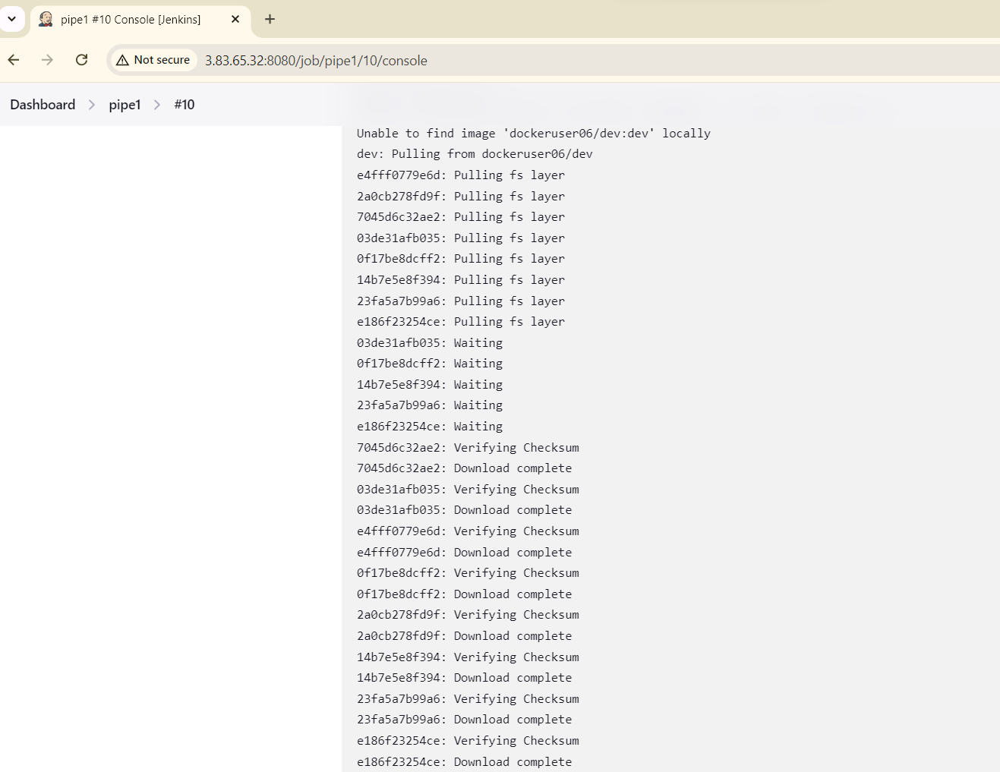 pipe1 #10 Console [Jenkins]
Not secure
3.83.65.32:8080/job/pipe1/10/console
Dashboard
pipe1
#10
Unable to find image 'dockeruser06/dev:dev' locally
dev: Pulling from dockeruser06/dev
e4fff0779e6d: Pulling fs layer
2a0cb278fd9f: Pulling fs layer
7045d6c32ae2: Pulling fs layer
03de31afb035: Pulling fs layer
0f17be8dcff2: Pulling fs layer
14b7e5e8f394: Pulling fs layer
23fa5a7b99a6: Pulling fs layer
e186f23254ce: Pulling fs layer
03de31afb035: Waiting
0f17be8dcff2: Waiting
14b7e5e8f394: Waiting
23fa5a7b99a6: Waiting
e186f23254ce: Waiting
7045d6c32ae2: Verifying Checksum
7045d6c32ae2: Download complete
03de31afb035: Verifying Checksum
03de31afb035: Download complete
e4fff0779e6d: Verifying Checksum
e4fff0779e6d: Download complete
0f17be8dcff2: Verifying Checksum
0f17be8dcff2: Download complete
2a0cb278fd9f: Verifying Checksum
2a0cb278fd9f: Download complete
14b7e5e8f394: Verifying Checksum
14b7e5e8f394: Download complete
23fa5a7b99a6: Verifying Checksum
23fa5a7b99a6: Download complete
e186f23254ce: Verifying Checksum
e186f23254ce: Download complete